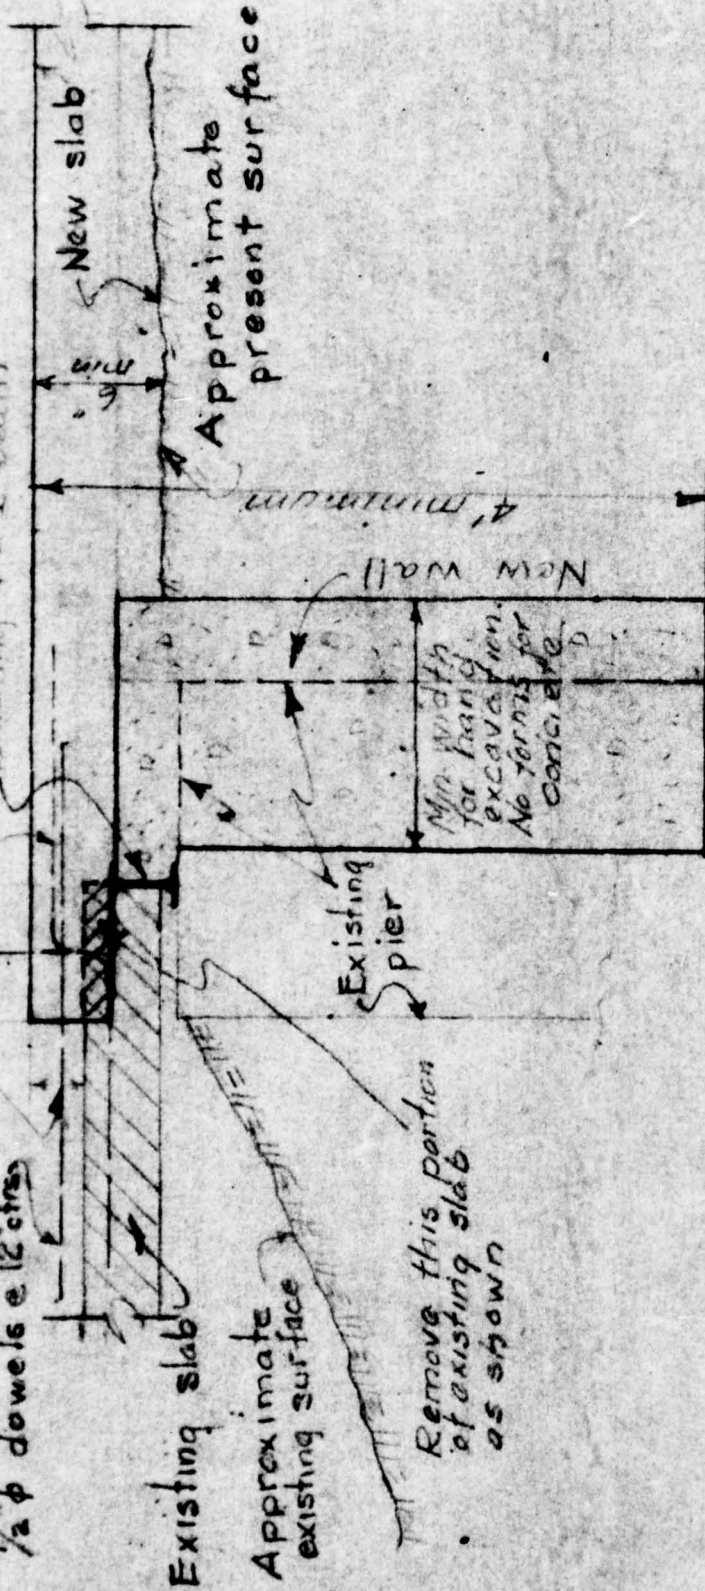 ½ φ dowels @ 12 ctrs.
New slab
6"
min
Approximate
present surface
4' minimum
New wall
Min width
for hand
excavation.
No forms for
concrete
Existing
pier
Existing slab
Approximate
existing surface
Remove this portion
of existing slab
as shown